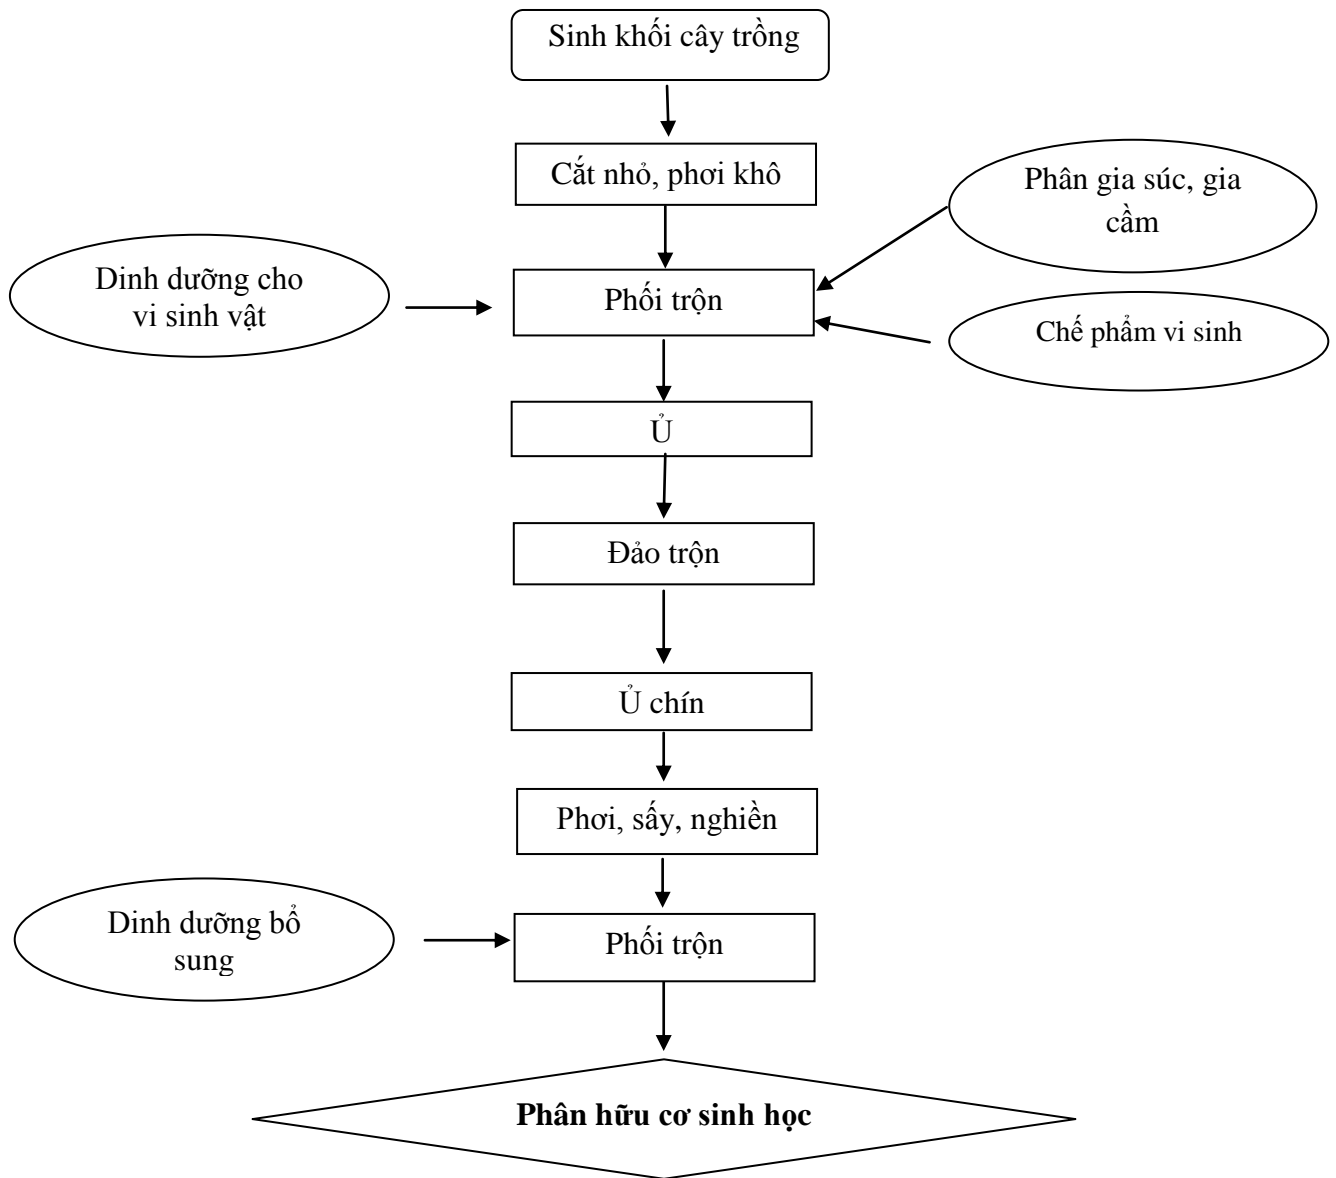 Sinh khối cây trồng
Cắt nhỏ, phơi khô
Phân gia súc, gia
cầm
Dinh dưỡng cho
vi sinh vật
Phối trộn
Chế phẩm vi sinh
Ủ
Đảo trộn
Ủ chín
Phơi, sấy, nghiền
Dinh dưỡng bổ
sung
Phối trộn
Phân hữu cơ sinh học